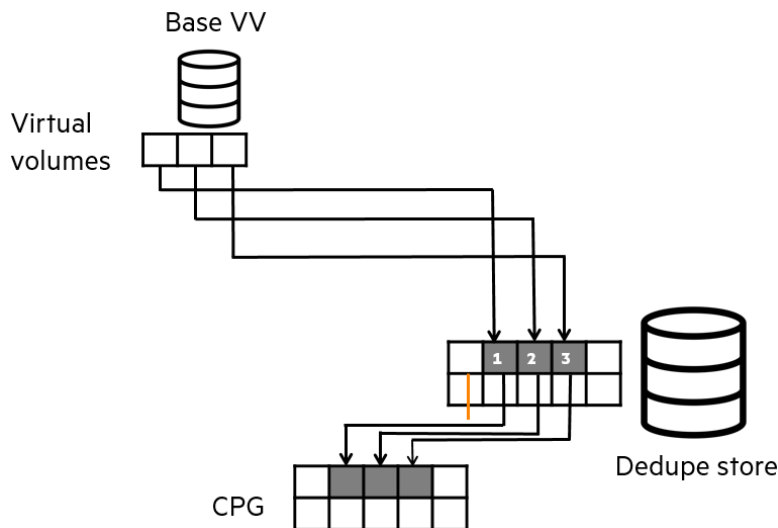 Base VV
Virtual
volumes
1 2 3
Dedupe store
CPG